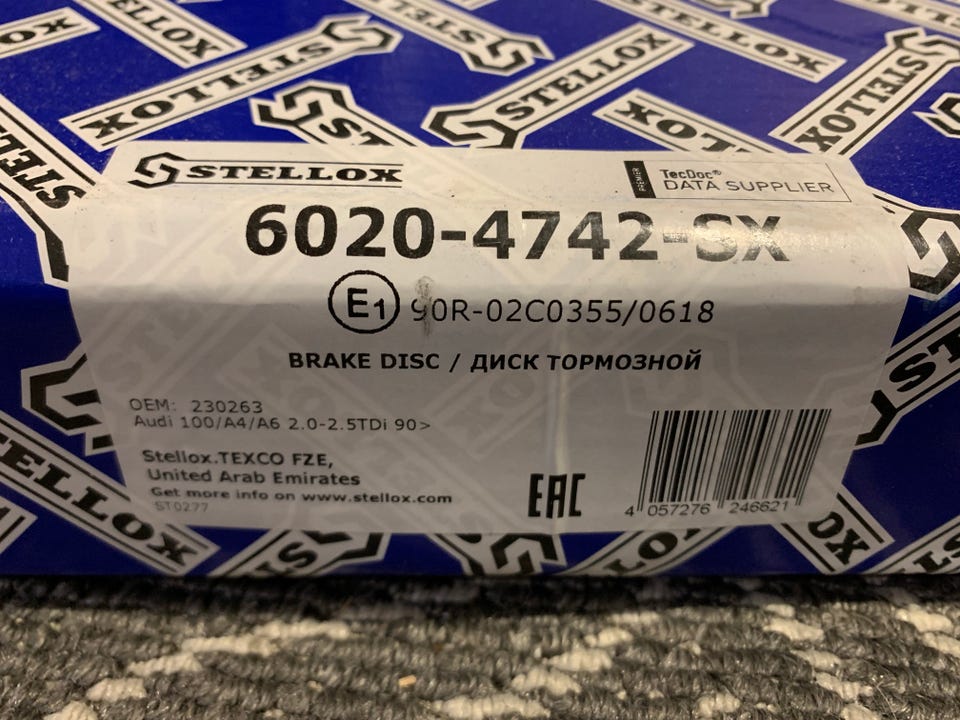 STELLOX
PREMIER
TecDoc®
DATA SUPPLIER
6020-4742-SX
E1 90R-02C0355/0618
BRAKE DISC / ДИСК ТОРМОЗНОЙ
OEM: 230263
Audi 100/A4/A6 2.0-2.5TDi 90>
Stellox.TEXCO FZE,
United Arab Emirates
Get more info on www.stellox.com
ST0277
EAC
4 057276 246621